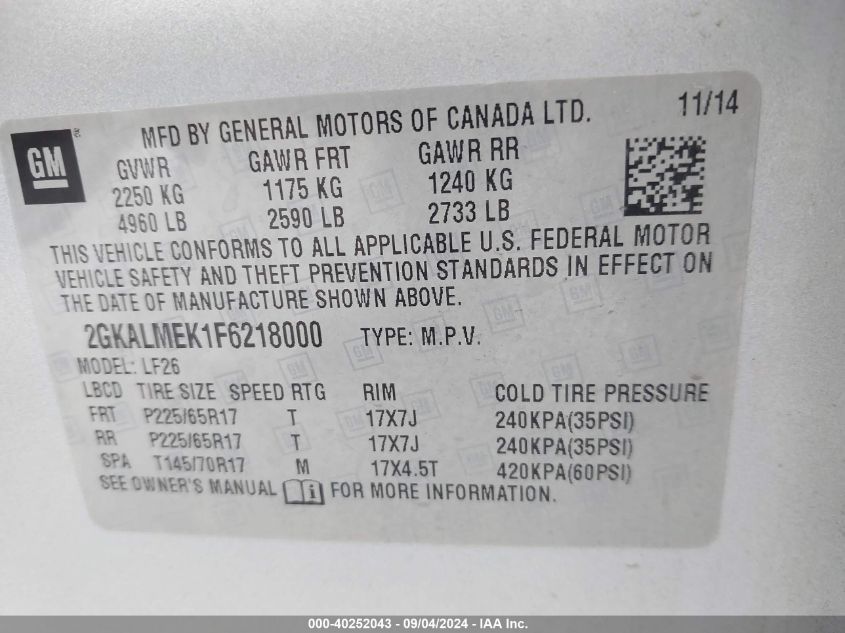 GM
MFD BY GENERAL MOTORS OF CANADA LTD. 11/14
GVWR GAWR FRT GAWR RR
2250 KG 1175 KG 1240 KG
4960 LB 2590 LB 2733 LB
THIS VEHICLE CONFORMS TO ALL APPLICABLE U.S. FEDERAL MOTOR
VEHICLE SAFETY AND THEFT PREVENTION STANDARDS IN EFFECT ON
THE DATE OF MANUFACTURE SHOWN ABOVE.
2GKALMEK1F6218000 TYPE: M.P.V.
MODEL: LF26
LBCD TIRE SIZE SPEED RTG RIM COLD TIRE PRESSURE
FRT P225/65R17 T 17X7J 240KPA(35PSI)
RR P225/65R17 T 17X7J 240KPA(35PSI)
SPA T145/70R17 M 17X4.5T 420KPA(60PSI)
SEE OWNER'S MANUAL FOR MORE INFORMATION.
000-40252043 - 09/04/2024 - IAA Inc.